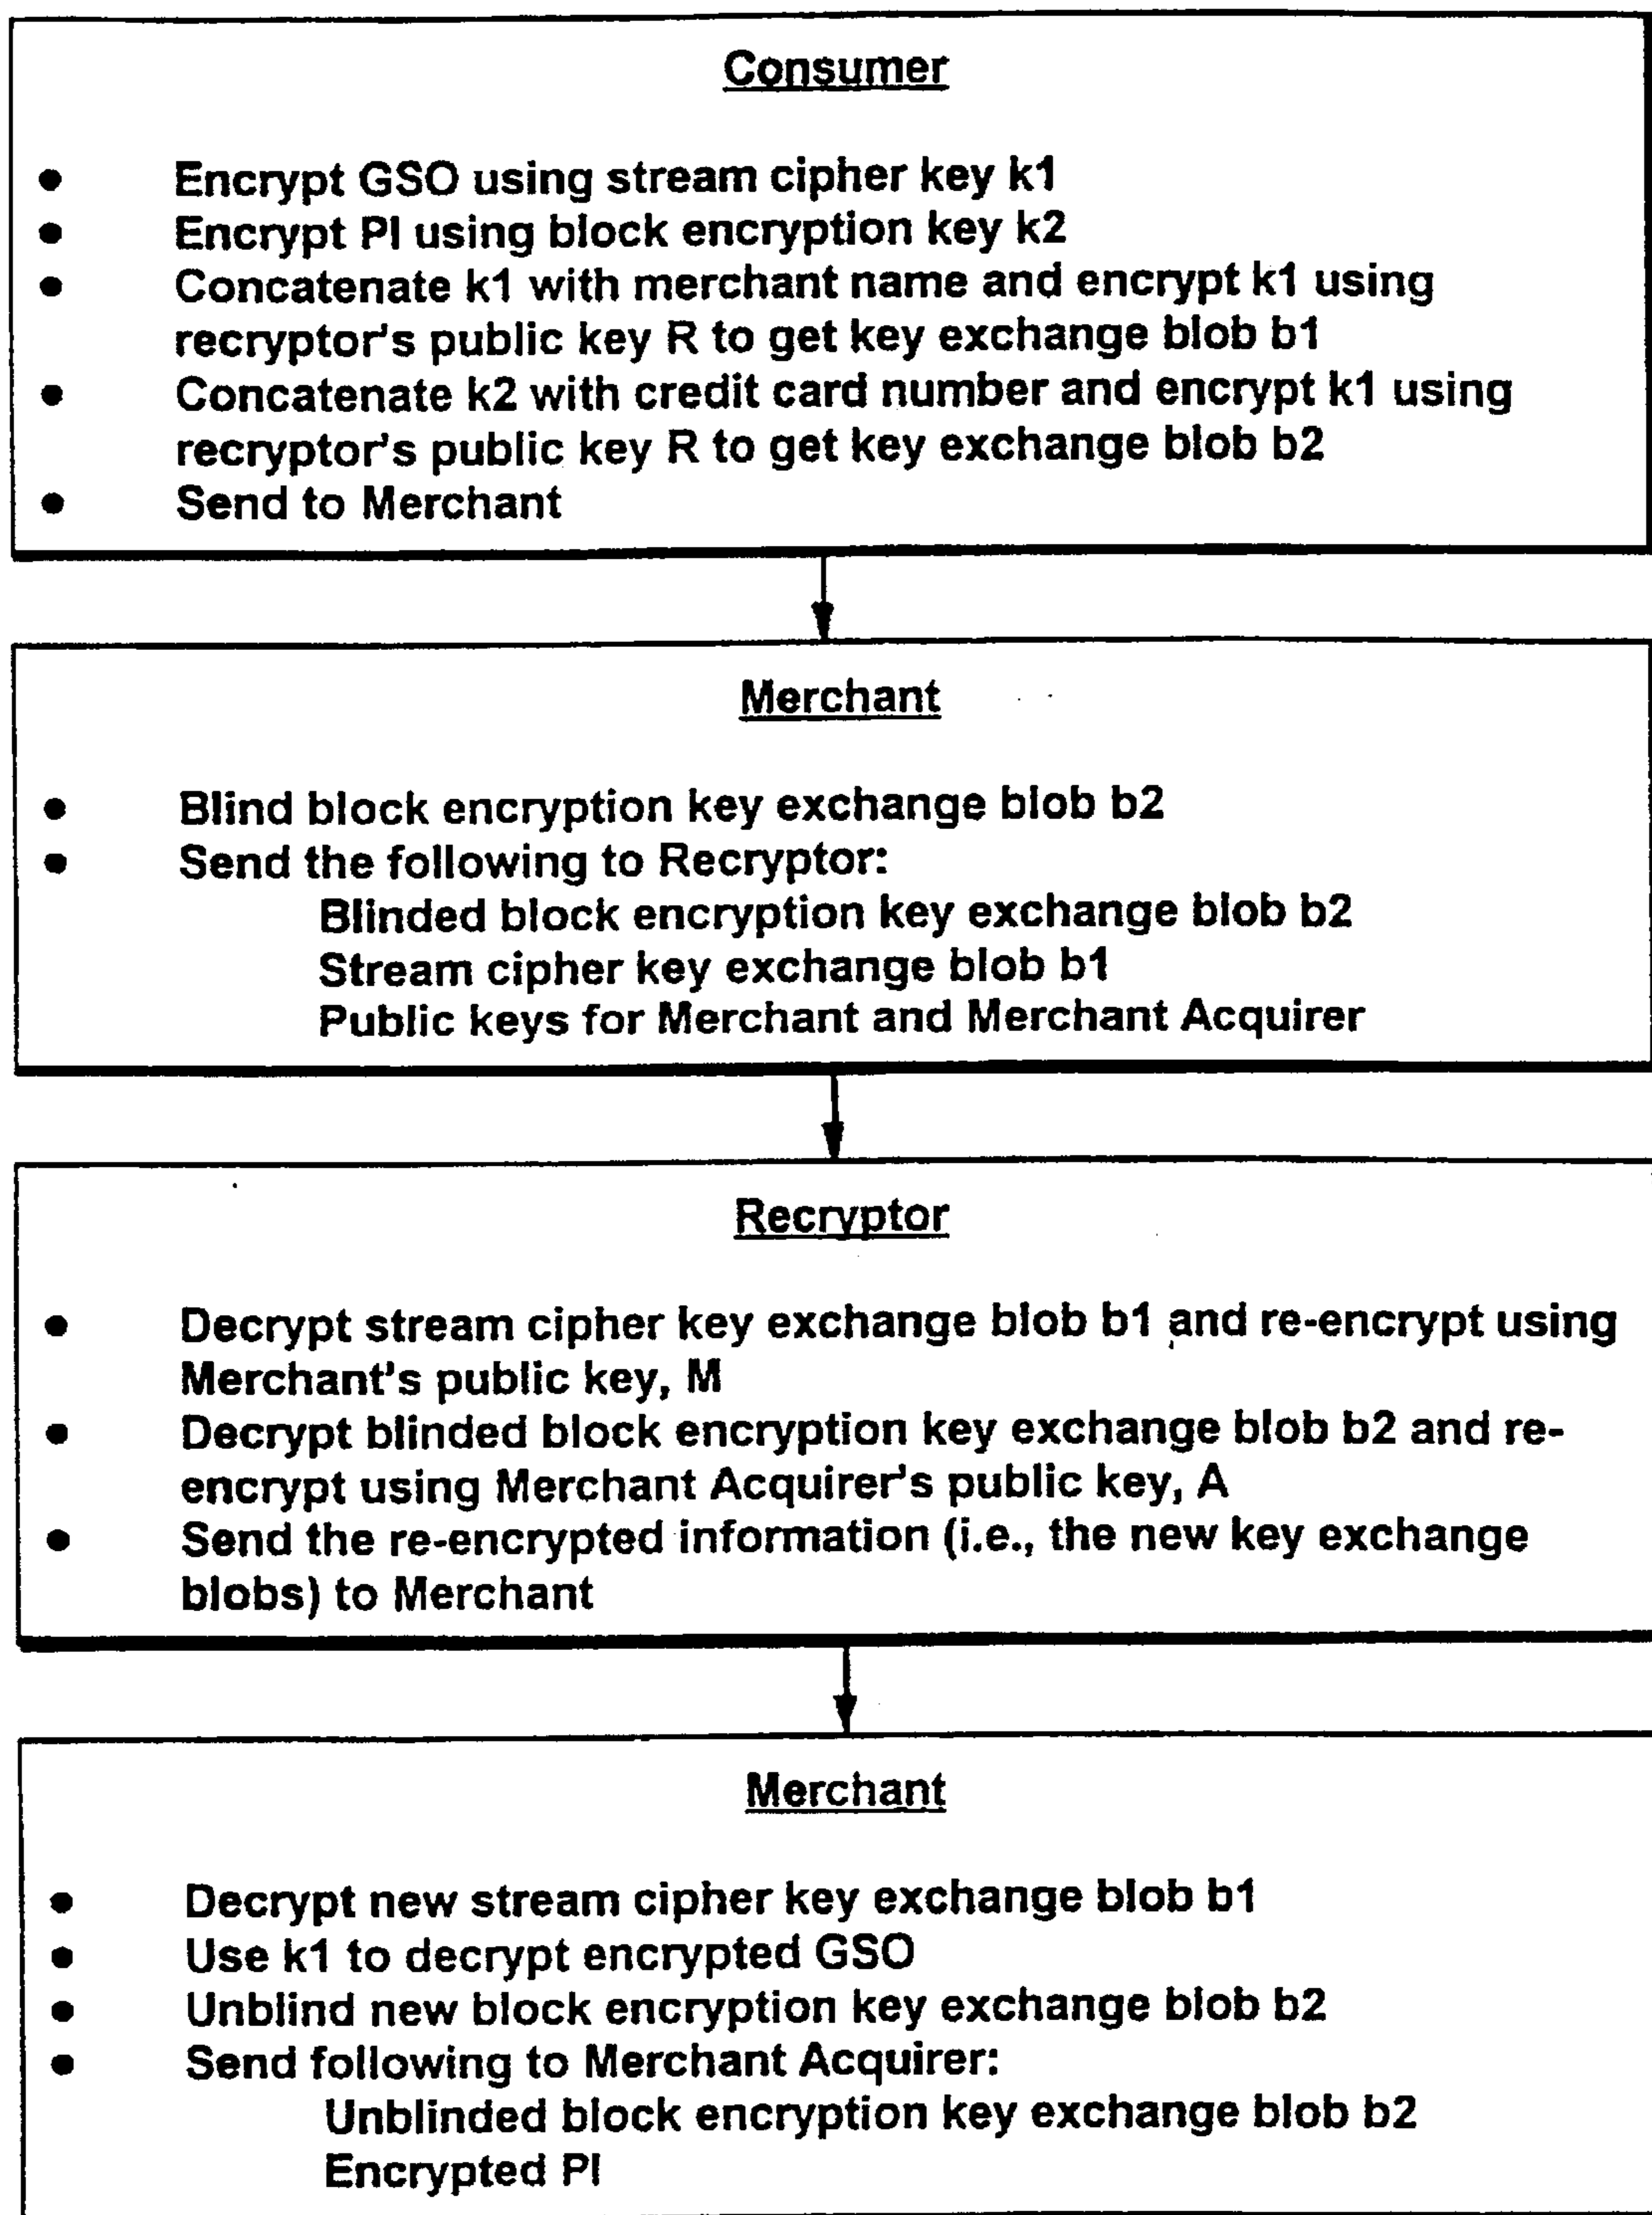 Consumer
• Encrypt GSO using stream cipher key k1
• Encrypt PI using block encryption key k2
• Concatenate k1 with merchant name and encrypt k1 using
recryptor's public key R to get key exchange blob b1
• Concatenate k2 with credit card number and encrypt k1 using
recryptor's public key R to get key exchange blob b2
• Send to Merchant
Merchant
• Blind block encryption key exchange blob b2
• Send the following to Recryptor:
Blinded block encryption key exchange blob b2
Stream cipher key exchange blob b1
Public keys for Merchant and Merchant Acquirer
Recryptor
• Decrypt stream cipher key exchange blob b1 and re-encrypt using
Merchant's public key, M
• Decrypt blinded block encryption key exchange blob b2 and re-
encrypt using Merchant Acquirer's public key, A
• Send the re-encrypted information (i.e., the new key exchange
blobs) to Merchant
Merchant
• Decrypt new stream cipher key exchange blob b1
• Use k1 to decrypt encrypted GSO
• Unblind new block encryption key exchange blob b2
• Send following to Merchant Acquirer:
Unblinded block encryption key exchange blob b2
Encrypted PI